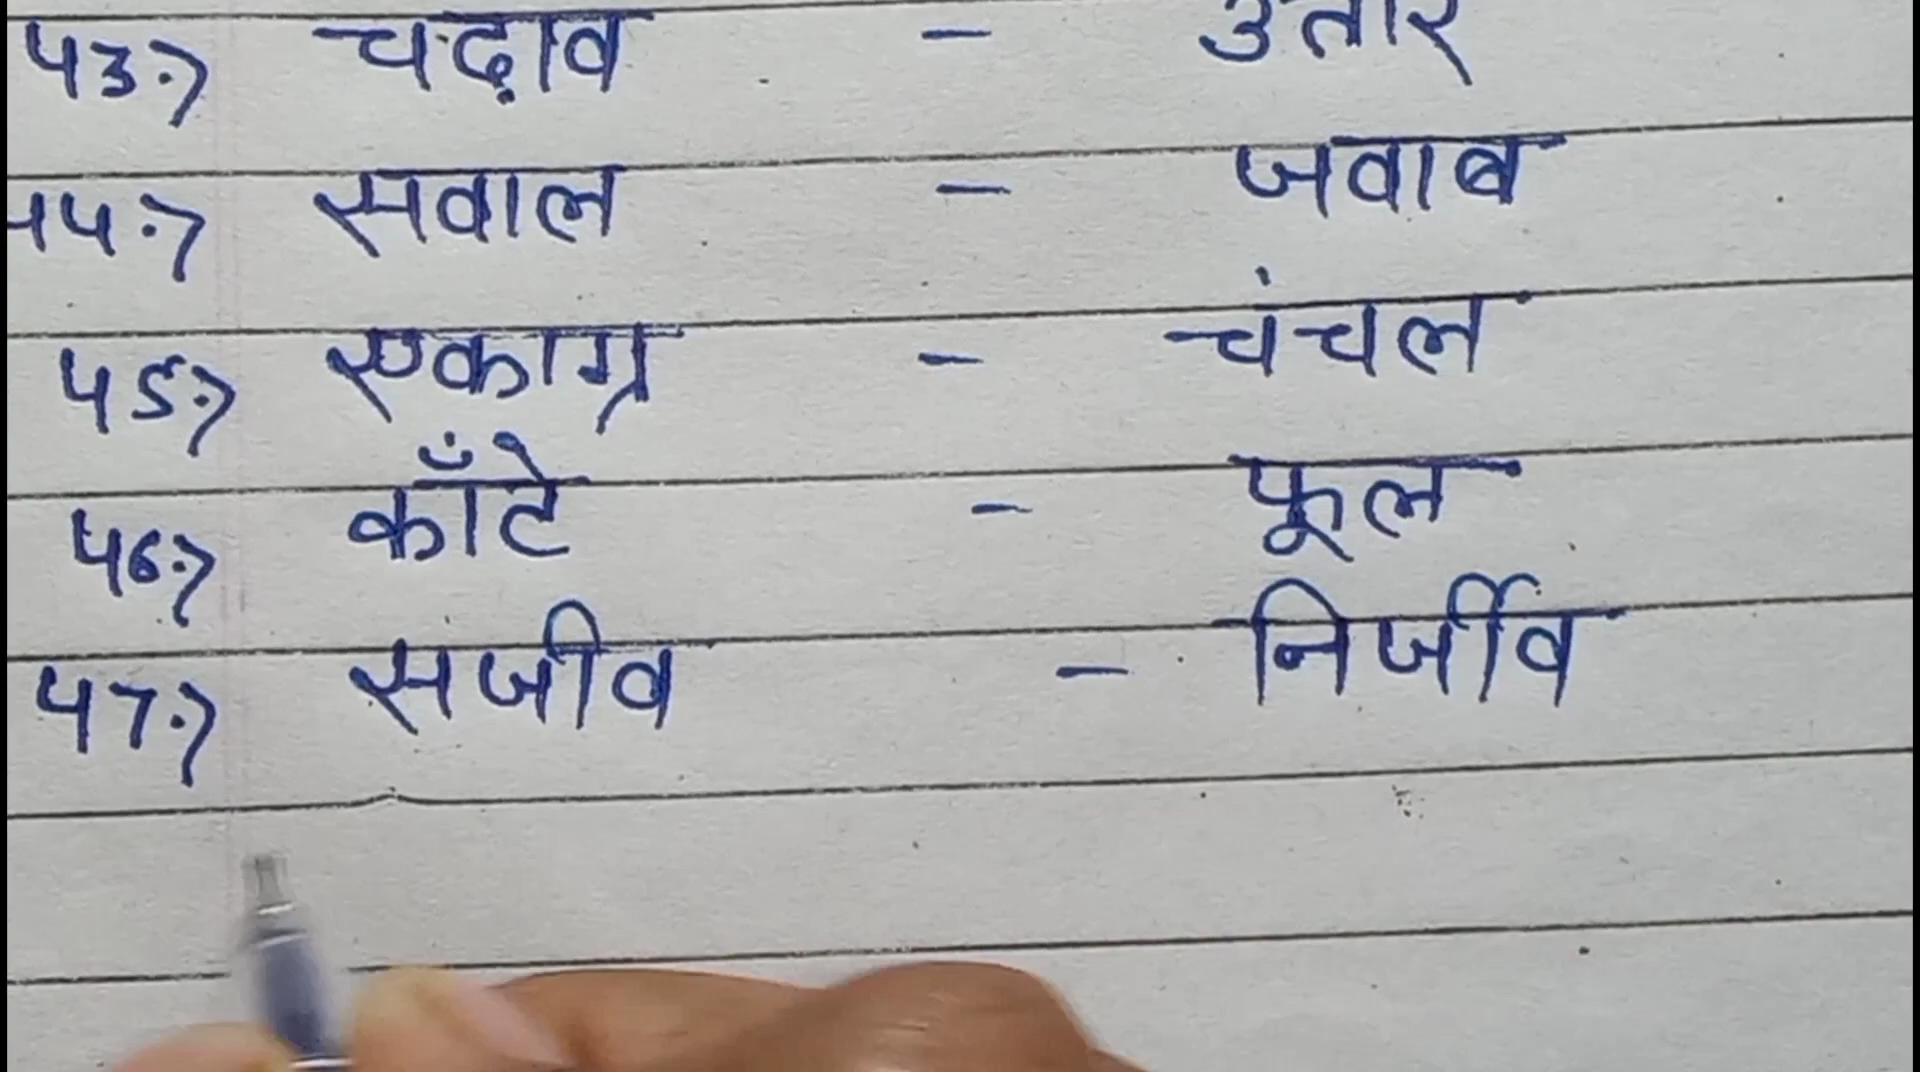 43.) चढ़ाव - उतार
44.) सवाल - जवाब
45.) एकाग्र - चंचल
46.) काँटे - फूल
47.) सजीव - निर्जीव